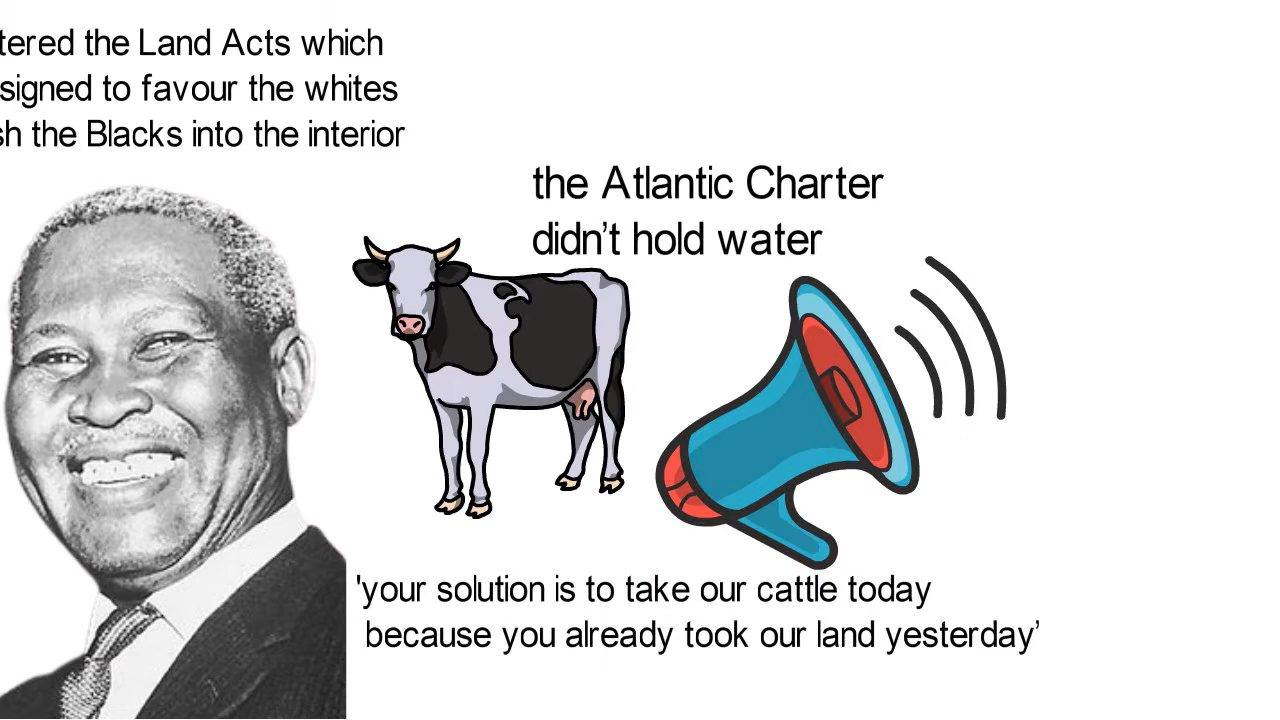 tered the Land Acts which
signed to favour the whites
sh the Blacks into the interior
the Atlantic Charter
didn’t hold water
'your solution is to take our cattle today
because you already took our land yesterday’